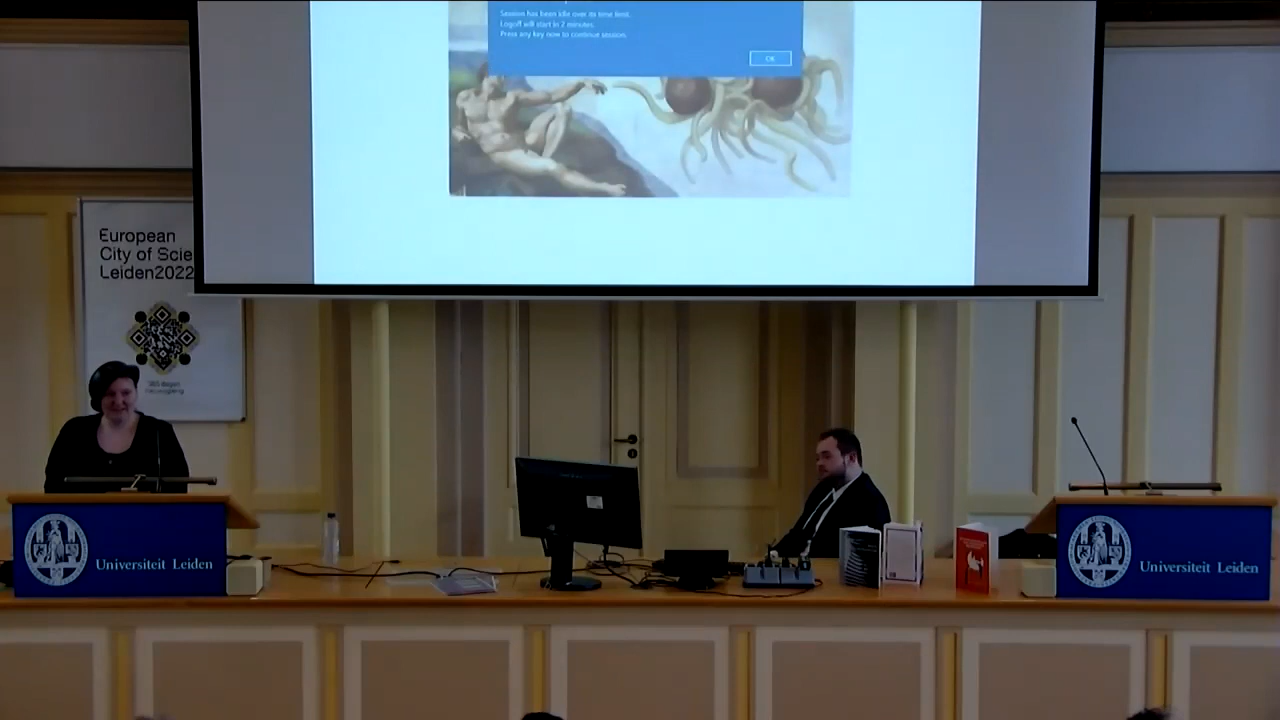 Session has been idle over its time limit.
Logoff will start in 2 minutes.
Press any key now to continue session.
OK
European
City of Scie
Leiden2022
Universiteit Leiden
Universiteit Leiden